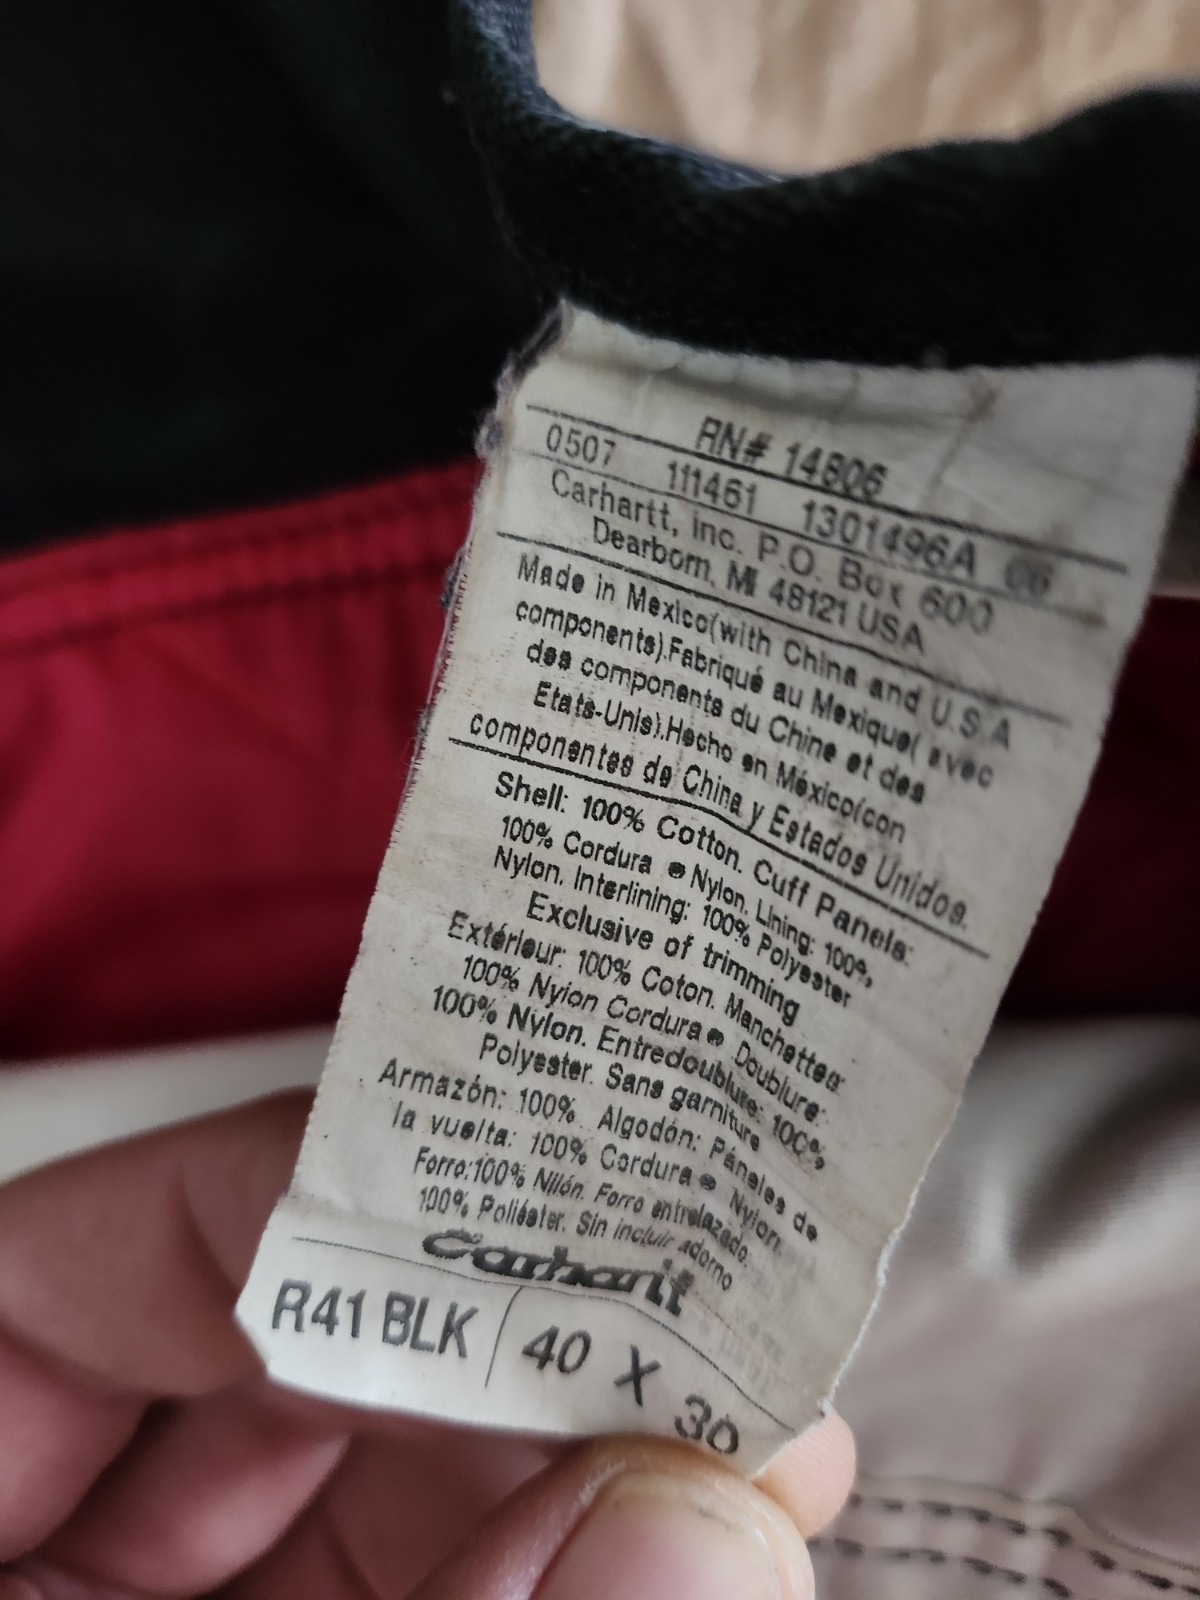 RN# 14806
0507 111461 1301496A 06
Carhartt, inc. P.O. Box 600
Dearborn, MI 48121 USA
Made in Mexico(with China and U.S.A
components).Fabriqué au Mexique( avec
des components du Chine et des
Etats-Unis).Hecho en México(con
componentes de China y Estados Unidos.
Shell: 100% Cotton. Cuff Panels:
100% Cordura ® Nylon. Lining: 100%
Nylon. Interlining: 100% Polyester
Exclusive of trimming
Extérieur: 100% Coton. Manchettes:
100% Nylon Cordura® Doublure:
100% Nylon. Entredoublure: 100%
Polyester. Sans garniture
Armazón: 100% Algodón: Páneles de
la vuelta: 100% Cordura® Nylon.
Forro:100% Nilón. Forro entrelazado.
100% Poliéster. Sin incluir adorno
carhartt
R41 BLK 40 X 30